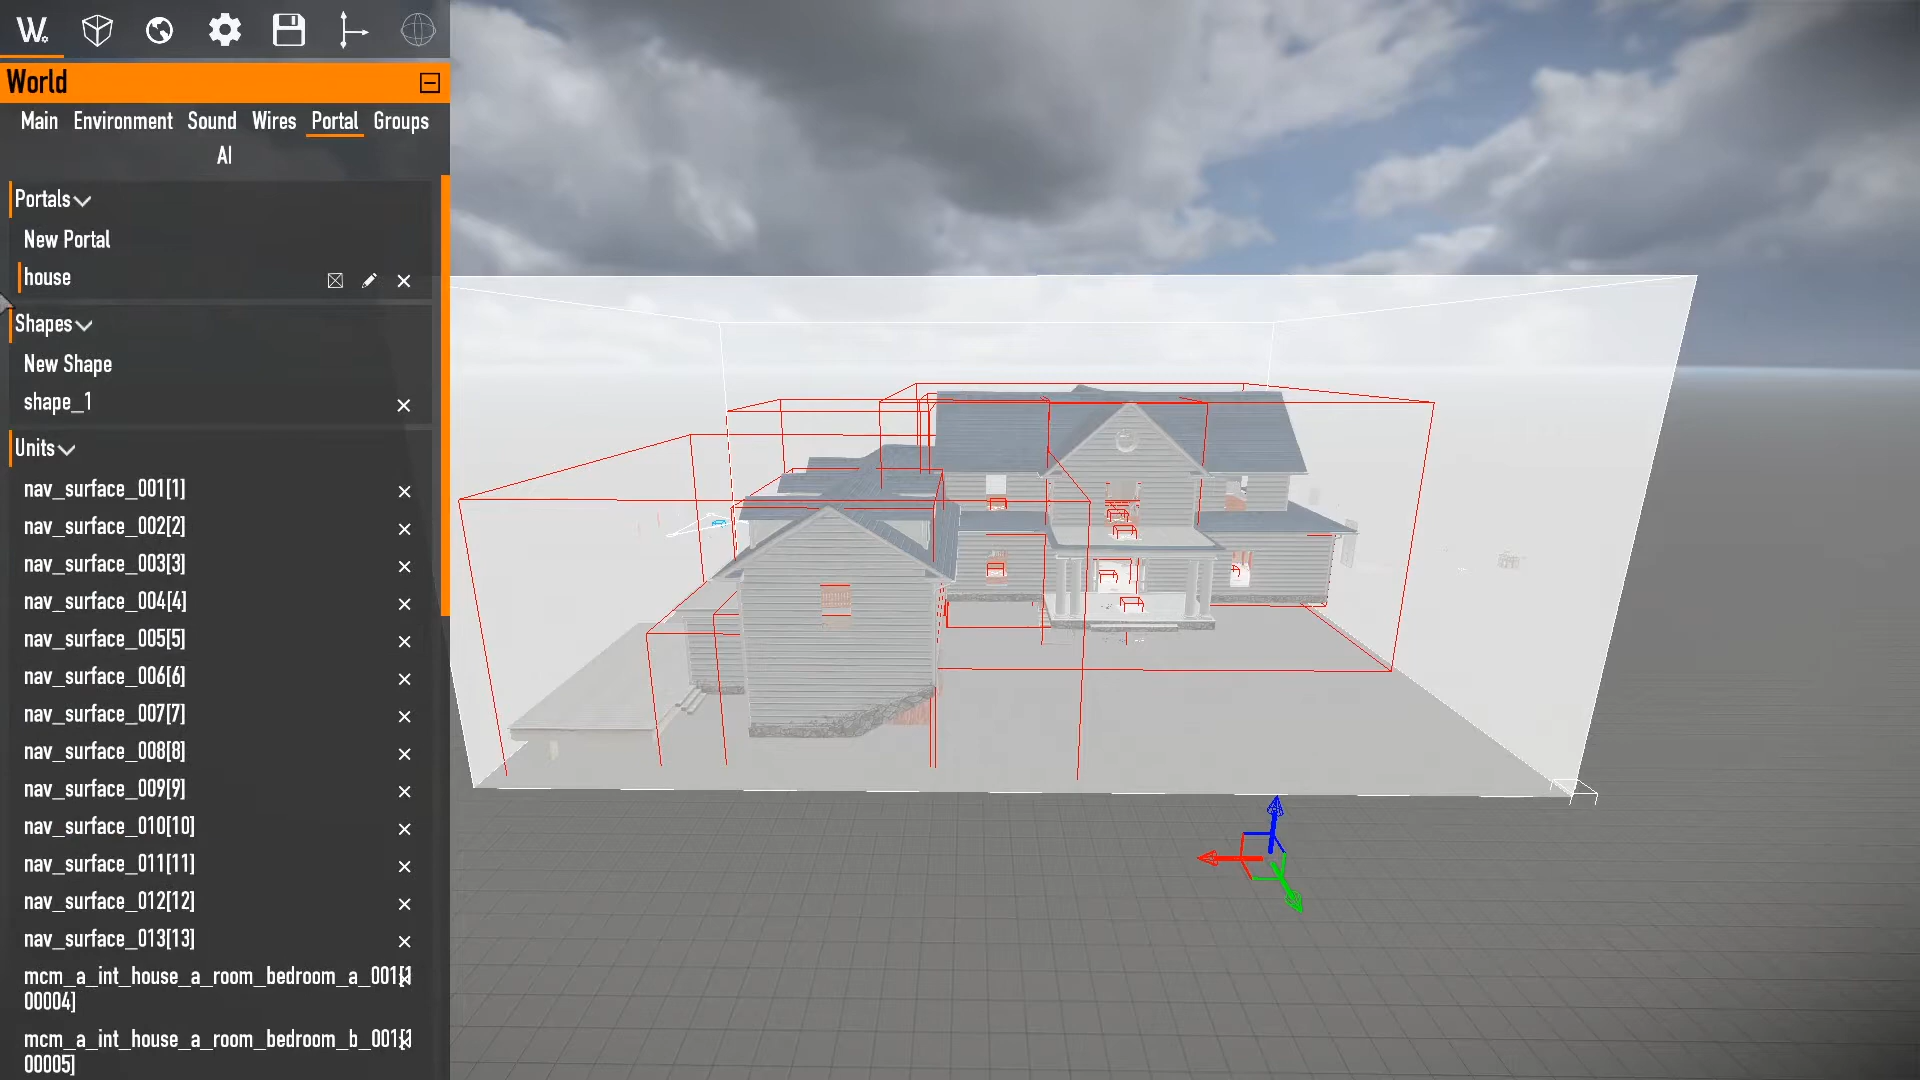 W.
World
Main Environment Sound Wires Portal Groups
AI
Portals
New Portal
house
Shapes
New Shape
shape_1
Units
nav_surface_001[1]
nav_surface_002[2]
nav_surface_003[3]
nav_surface_004[4]
nav_surface_005[5]
nav_surface_006[6]
nav_surface_007[7]
nav_surface_008[8]
nav_surface_009[9]
nav_surface_010[10]
nav_surface_011[11]
nav_surface_012[12]
nav_surface_013[13]
mcm_a_int_house_a_room_bedroom_a_001[1
00004]
mcm_a_int_house_a_room_bedroom_b_001[1
00005]